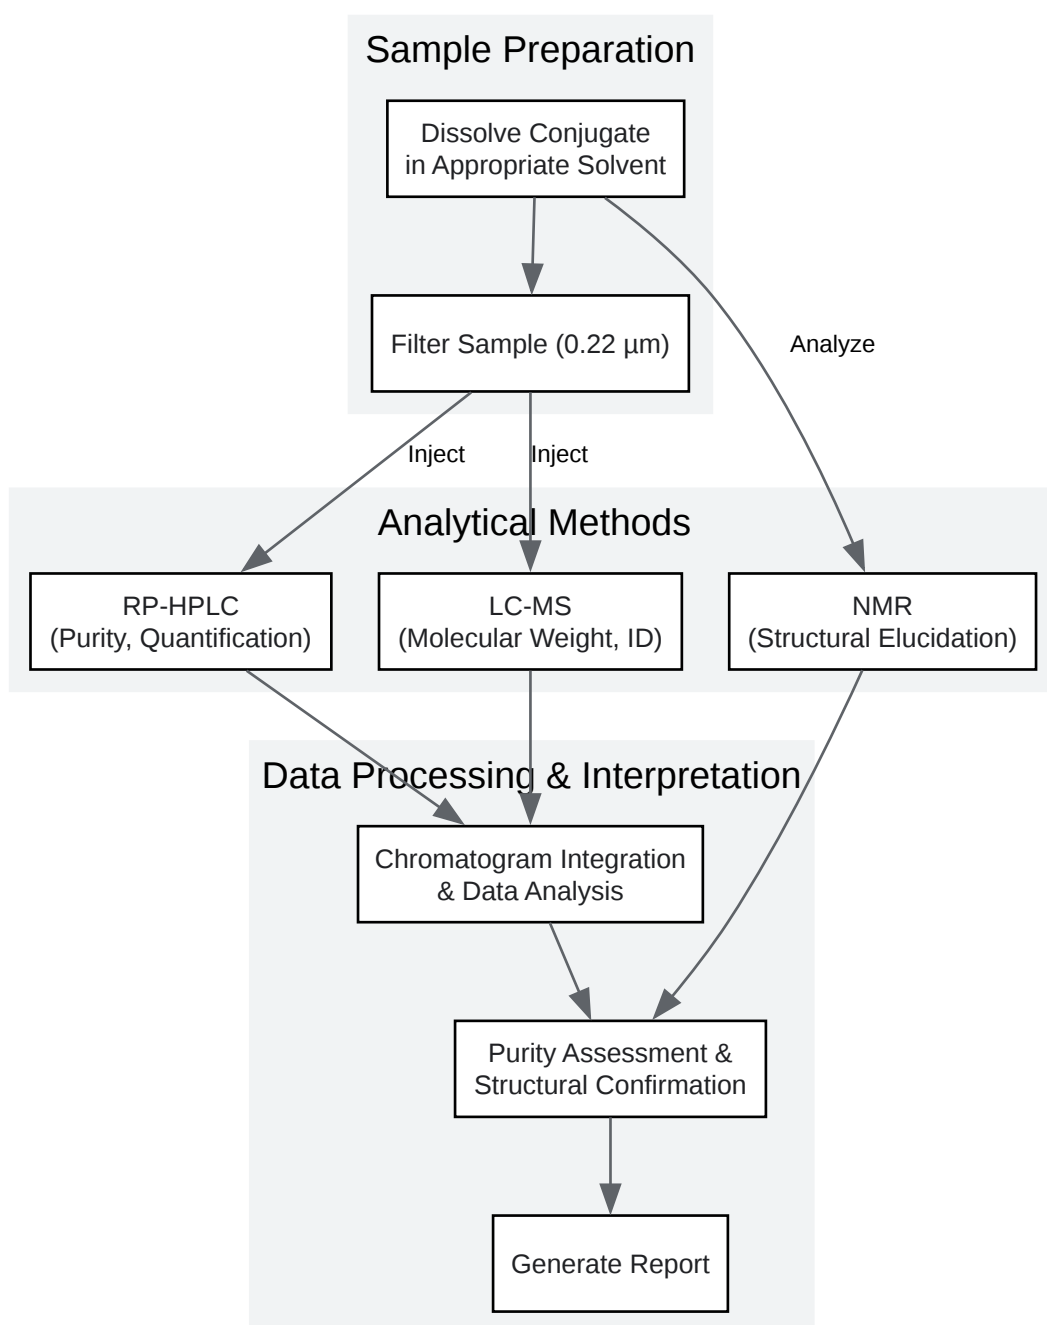 Sample Preparation
Dissolve Conjugate
in Appropriate Solvent
Filter Sample (0.22 µm)
Analyze
Inject
Inject
Analytical Methods
RP-HPLC
(Purity, Quantification)
LC-MS
(Molecular Weight, ID)
NMR
(Structural Elucidation)
Data Processing & Interpretation
Chromatogram Integration
& Data Analysis
Purity Assessment &
Structural Confirmation
Generate Report